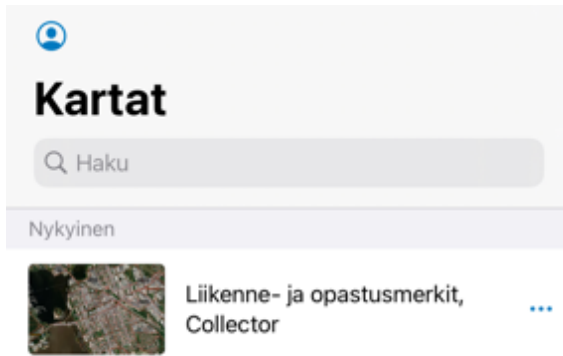 Kartat
Haku
Nykyinen
Liikenne- ja opastusmerkit,
Collector